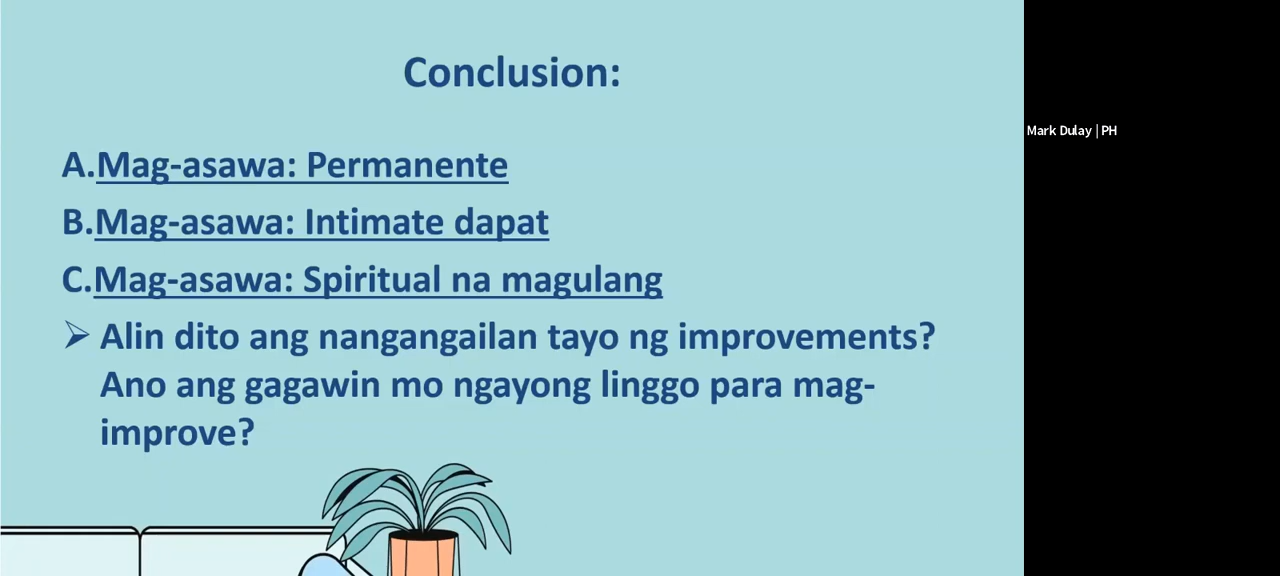 Conclusion:
A.Mag-asawa: Permanente
B.Mag-asawa: Intimate dapat
C.Mag-asawa: Spiritual na magulang
➢ Alin dito ang nangangailan tayo ng improvements?
Ano ang gagawin mo ngayong linggo para mag-
improve?
Mark Dulay | PH